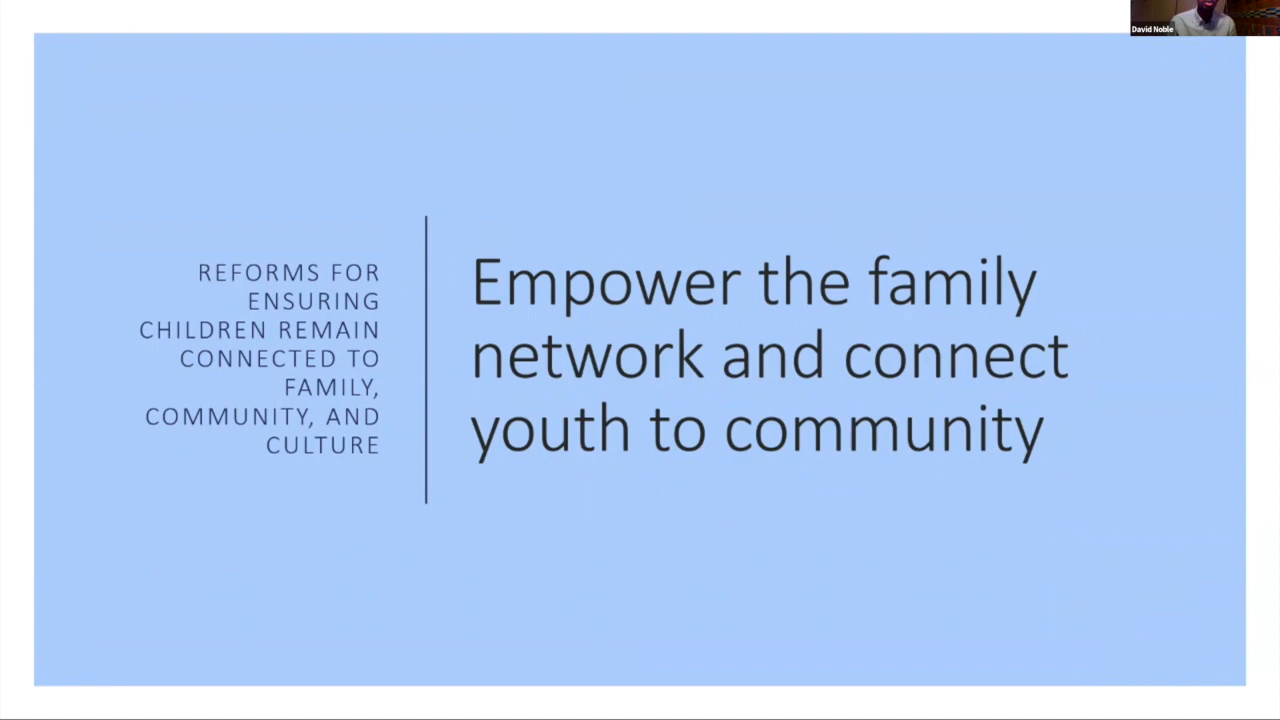 David Noble
REFORMS FOR
ENSURING
CHILDREN REMAIN
CONNECTED TO
FAMILY,
COMMUNITY, AND
CULTURE
Empower the family
network and connect
youth to community